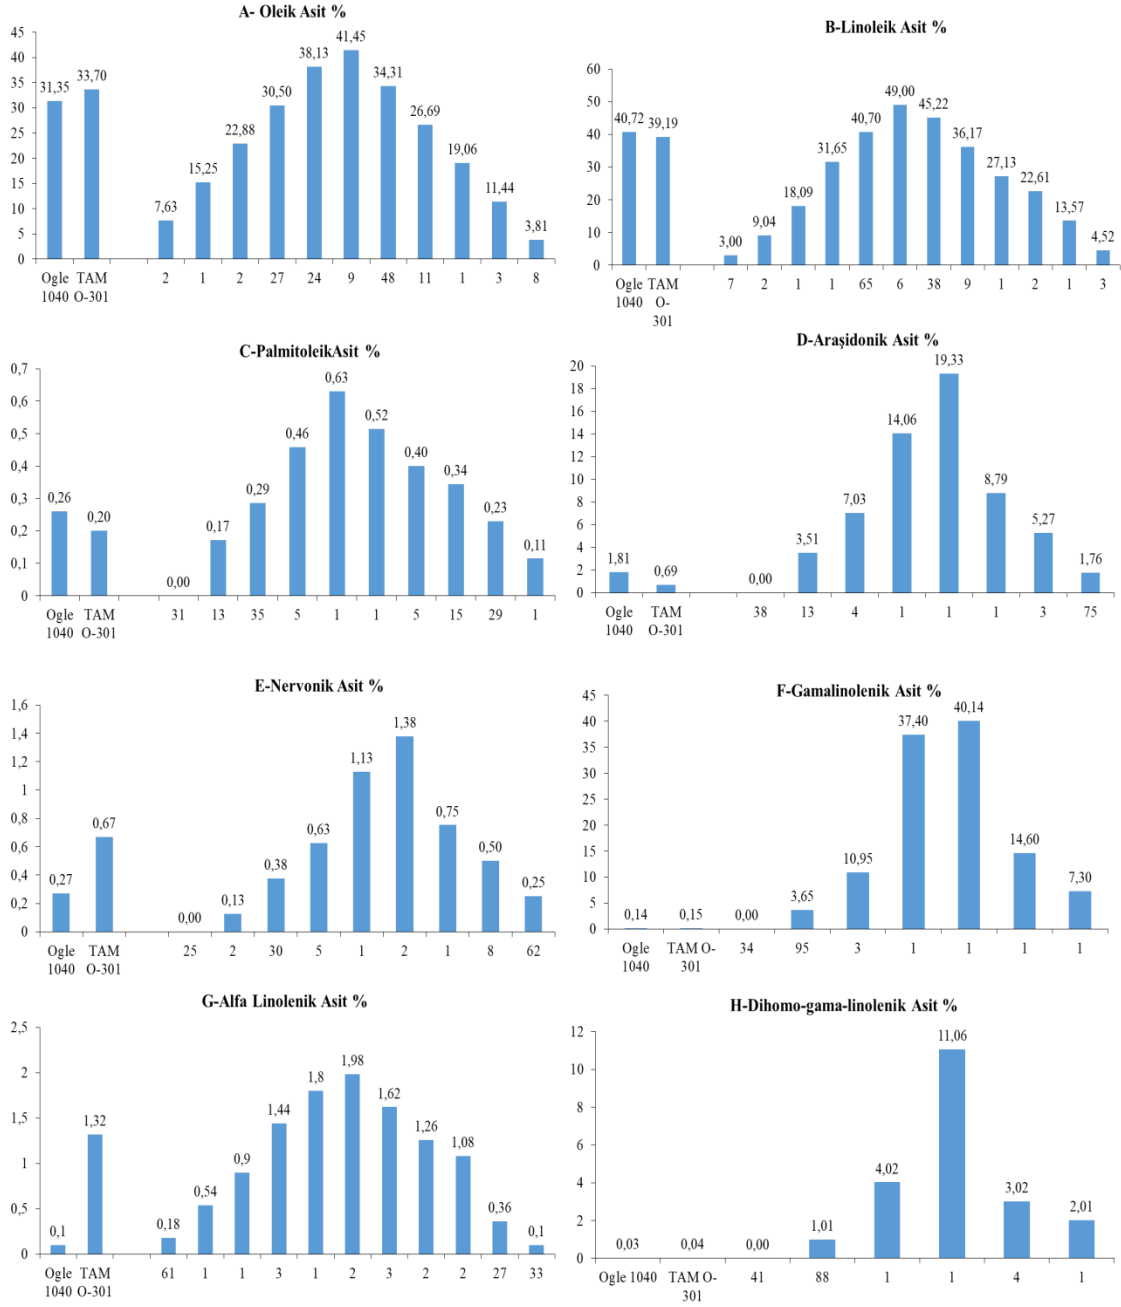 A- Oleik Asit %
45
40
35
30
25
20
15
10
5
0
31,35 33,70 7,63 15,25 22,88 30,50 38,13 41,45 34,31 26,69 19,06 11,44 3,81
Ogle 1040 TAM O-301 2 1 2 27 24 9 48 11 1 3 8
B-Linoleik Asit %
60
50
40
30
20
10
0
40,72 39,19 3,00 9,04 18,09 31,65 40,70 49,00 45,22 36,17 27,13 22,61 13,57 4,52
Ogle 1040 TAM O-301 7 2 1 1 65 6 38 9 1 2 1 3
C-PalmitoleikAsit %
0,7
0,6
0,5
0,4
0,3
0,2
0,1
0
0,26 0,20 0,00 0,17 0,29 0,46 0,63 0,52 0,40 0,34 0,23 0,11
Ogle 1040 TAM O-301 31 13 35 5 1 1 5 15 29 1
D-Araşidonik Asit %
20
18
16
14
12
10
8
6
4
2
0
1,81 0,69 0,00 3,51 7,03 14,06 19,33 8,79 5,27 1,76
Ogle 1040 TAM O-301 38 13 4 1 1 1 3 75
E-Nervonik Asit %
1,6
1,4
1,2
1
0,8
0,6
0,4
0,2
0
0,27 0,67 0,00 0,13 0,38 0,63 1,13 1,38 0,75 0,50 0,25
Ogle 1040 TAM O-301 25 2 30 5 1 2 1 8 62
F-Gamalinolenik Asit %
45
40
35
30
25
20
15
10
5
0
0,14 0,15 0,00 3,65 10,95 37,40 40,14 14,60 7,30
Ogle 1040 TAM O-301 34 95 3 1 1 1 1
G-Alfa Linolenik Asit %
2,5
2
1,5
1
0,5
0
0,1 1,32 0,18 0,54 0,9 1,44 1,8 1,98 1,62 1,26 1,08 0,36 0,1
Ogle 1040 TAM O-301 61 1 1 3 1 2 3 2 2 27 33
H-Dihomo-gama-linolenik Asit %
12
10
8
6
4
2
0
0,03 0,04 0,00 1,01 4,02 11,06 3,02 2,01
Ogle 1040 TAM O-301 41 88 1 1 4 1